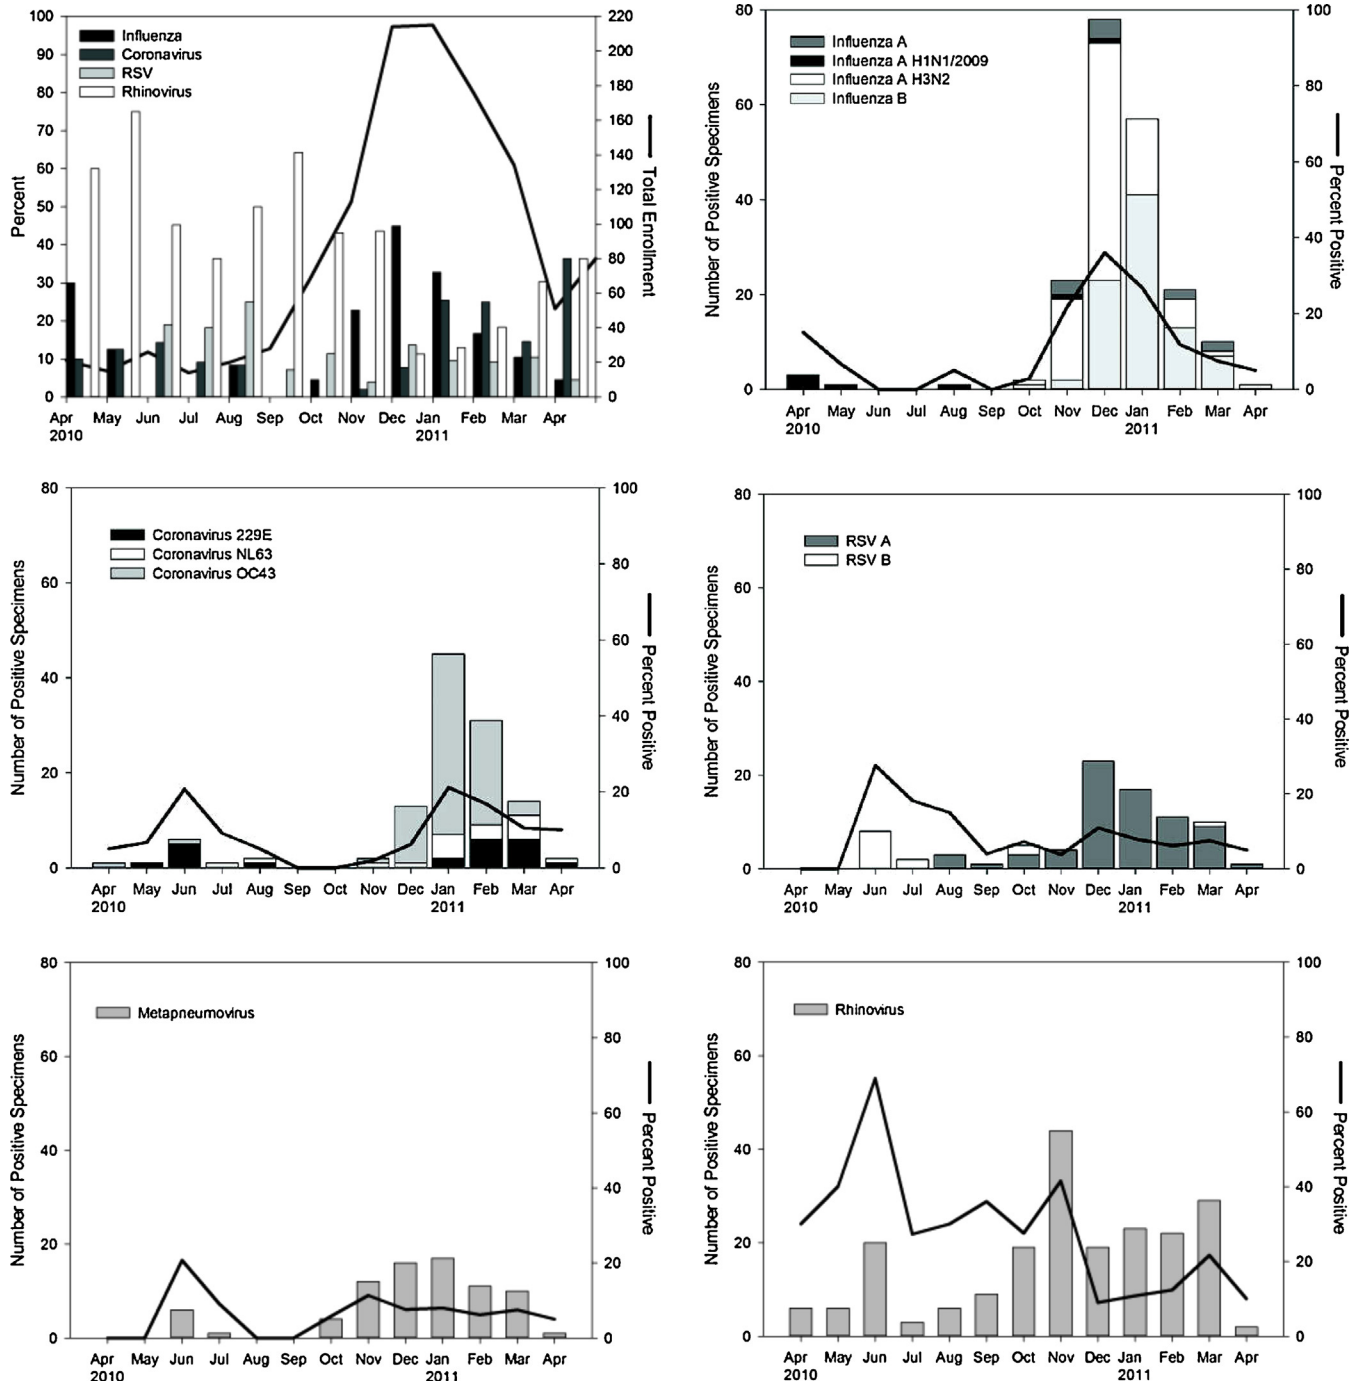 100
90
80
70
60
50
40
30
20
10
0
Percent
Influenza
Coronavirus
RSV
Rhinovirus
220
200
180
160
140
120
100
80
60
40
20
0
Total Enrollment
Apr May Jun Jul Aug Sep Oct Nov Dec Jan Feb Mar Apr
2010 2011
80
60
40
20
0
Number of Positive Specimens
Influenza A
Influenza A H1N1/2009
Influenza A H3N2
Influenza B
100
80
60
40
20
0
Percent Positive
Apr May Jun Jul Aug Sep Oct Nov Dec Jan Feb Mar Apr
2010 2011
80
60
40
20
0
Number of Positive Specimens
Coronavirus 229E
Coronavirus NL63
Coronavirus OC43
100
80
60
40
20
0
Percent Positive
Apr May Jun Jul Aug Sep Oct Nov Dec Jan Feb Mar Apr
2010 2011
80
60
40
20
0
Number of Positive Specimens
RSV A
RSV B
100
80
60
40
20
0
Percent Positive
Apr May Jun Jul Aug Sep Oct Nov Dec Jan Feb Mar Apr
2010 2011
80
60
40
20
0
Number of Positive Specimens
Metapneumovirus
100
80
60
40
20
0
Percent Positive
Apr May Jun Jul Aug Sep Oct Nov Dec Jan Feb Mar Apr
2010 2011
80
60
40
20
0
Number of Positive Specimens
Rhinovirus
100
80
60
40
20
0
Percent Positive
Apr May Jun Jul Aug Sep Oct Nov Dec Jan Feb Mar Apr
2010 2011